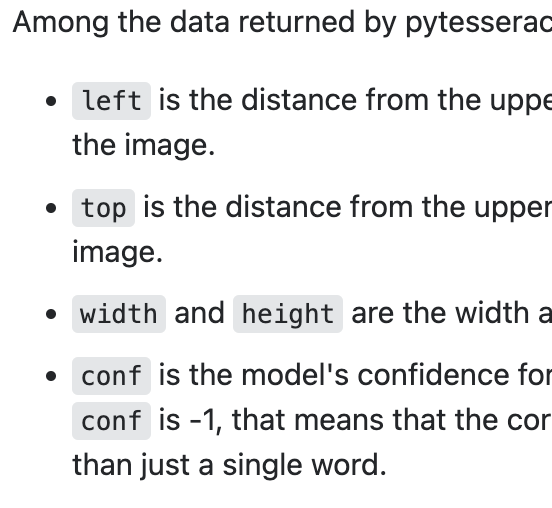 Among the data returned by pytesserac
• left is the distance from the uppe
the image.
• top is the distance from the upper
image.
• width and height are the width a
• conf is the model's confidence for
conf is -1, that means that the cor
than just a single word.